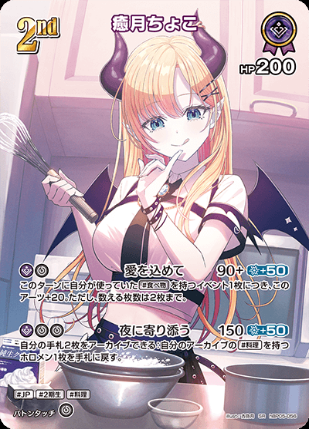 2nd
癒月ちょこ
HP200
愛を込めて 90+ +50
このターンに自分が使っていた#食べ物を持つイベント1枚につき、この
アーツ+20。ただし、数える枚数は2枚まで。
夜に寄り添う 150 +50
自分の手札2枚をアーカイブできる:自分のアーカイブの#料理を持つ
ホロメン1枚を手札に戻す。
#JP #2期生 #料理
バトンタッチ